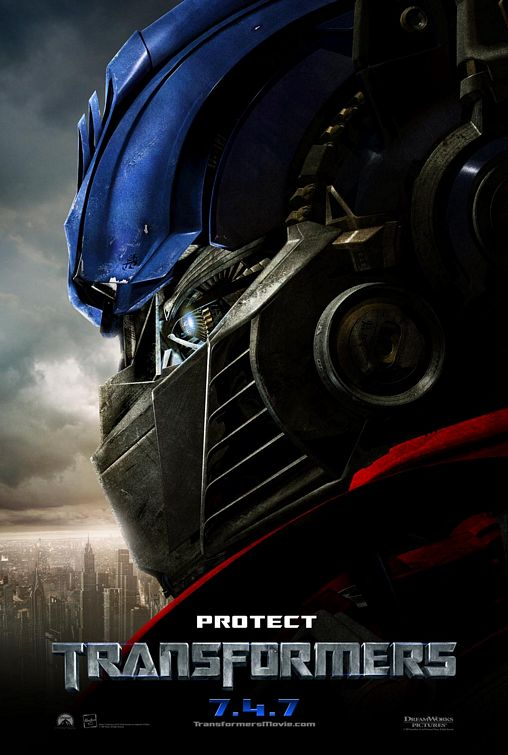 PROTECT
TRANSFORMERS
7.4.7
TransformersMovie.com
DREAMWORKS
PICTURES